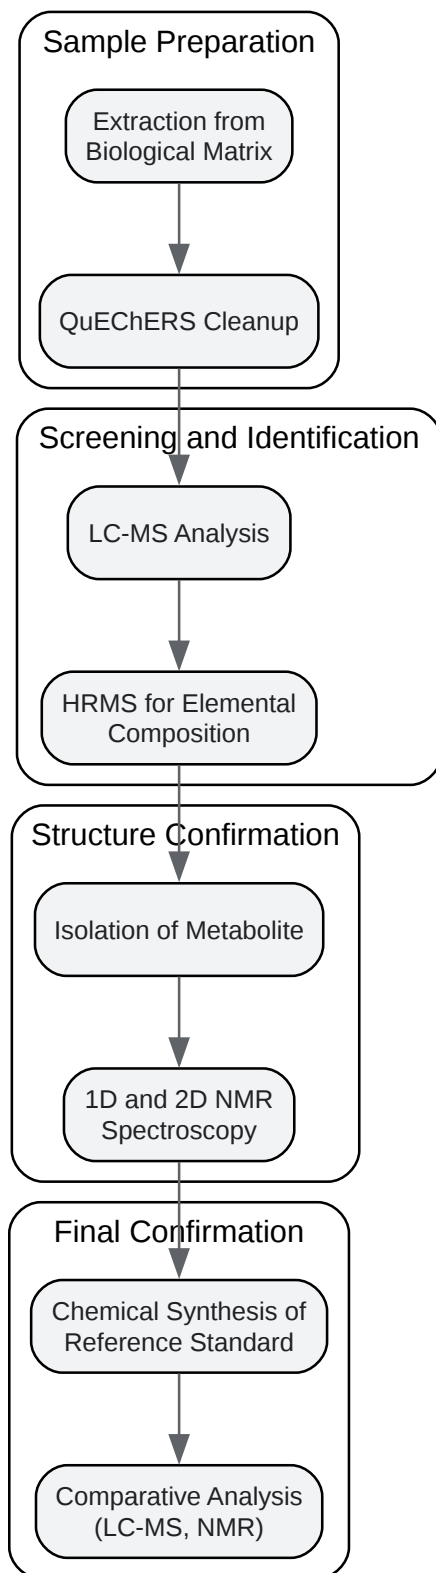 Sample Preparation
Extraction from
Biological Matrix
QuEChERS Cleanup
Screening and Identification
LC-MS Analysis
HRMS for Elemental
Composition
Structure Confirmation
Isolation of Metabolite
1D and 2D NMR
Spectroscopy
Final Confirmation
Chemical Synthesis of
Reference Standard
Comparative Analysis
(LC-MS, NMR)